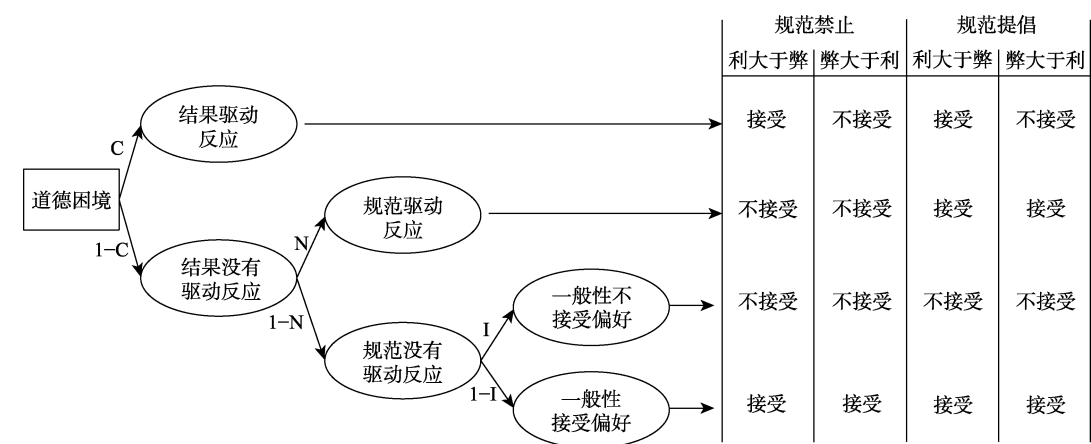 规范禁止 规范提倡
利大于弊 弊大于利 利大于弊 弊大于利
结果驱动
反应
接受 不接受 接受 不接受
C
道德困境
1−C
规范驱动
反应
不接受 不接受 接受 接受
N
结果没有
驱动反应
1−N
一般性不
接受偏好
不接受 不接受 不接受 不接受
I
规范没有
驱动反应
1−I
一般性
接受偏好
接受 接受 接受 接受